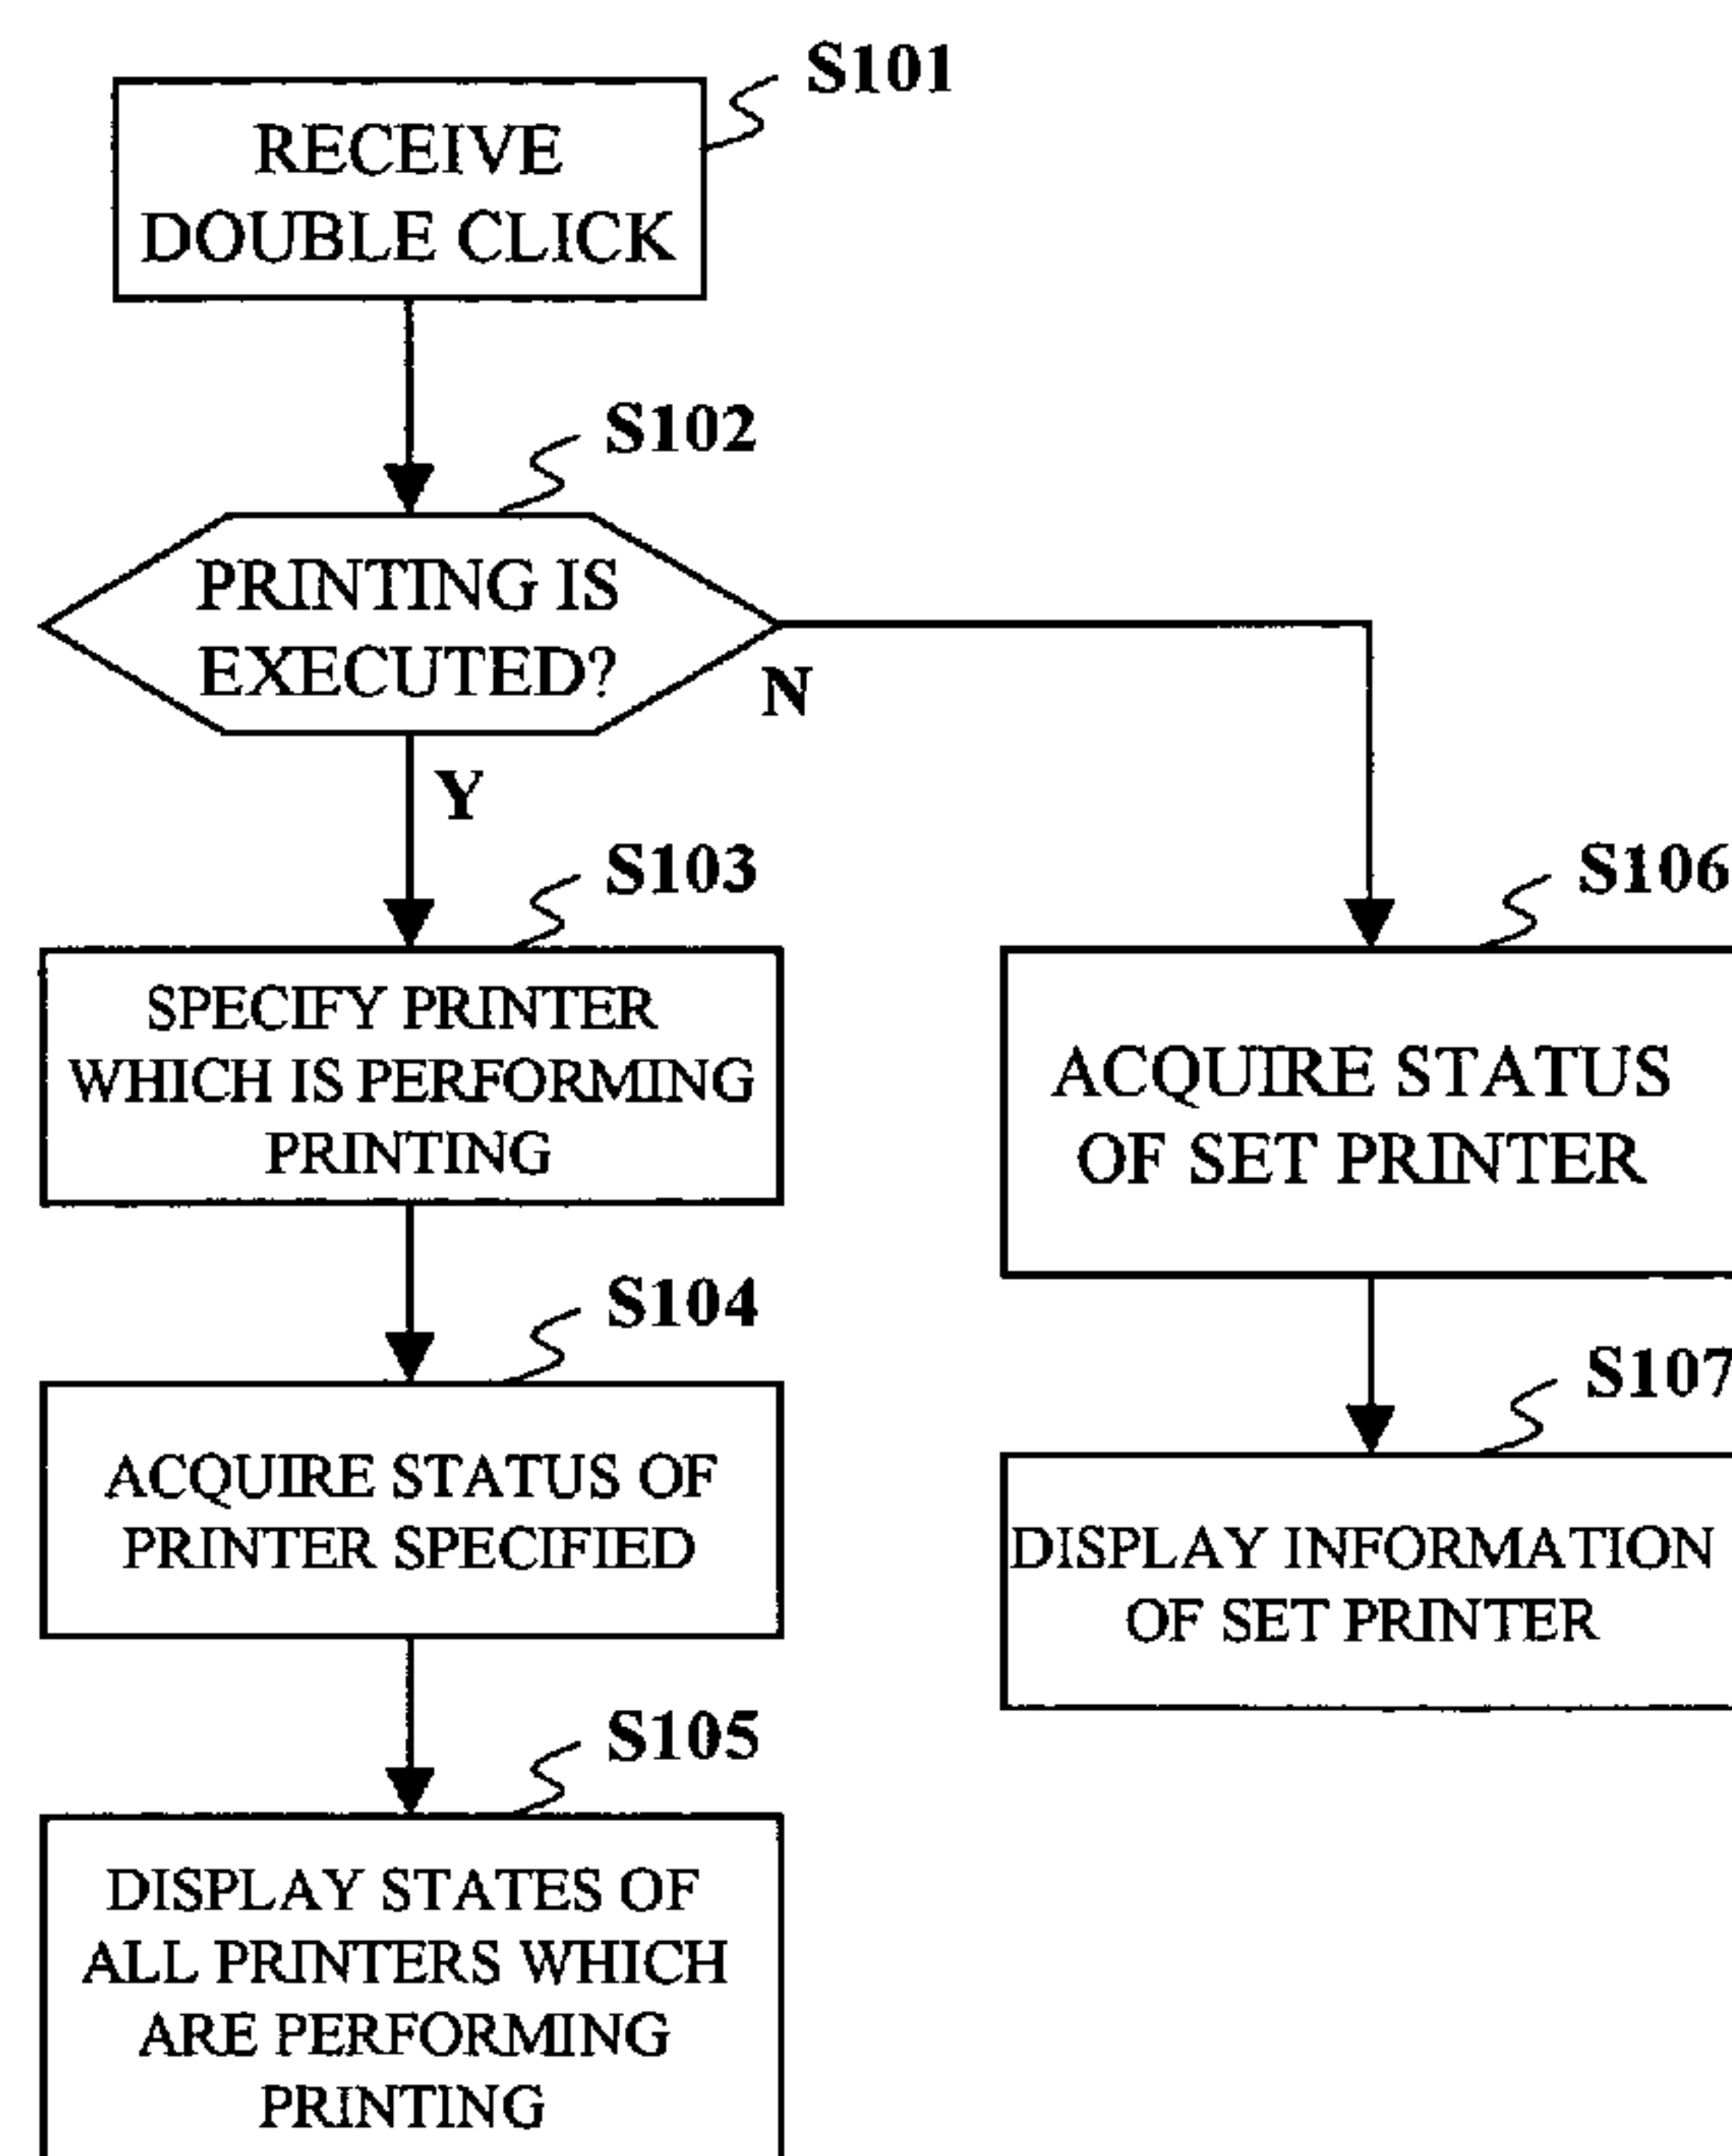 S101
RECEIVE
DOUBLE CLICK
S102
PRINTING IS
EXECUTED?
N
Y
S103
SPECIFY PRINTER
WHICH IS PERFORMING
PRINTING
S104
ACQUIRE STATUS OF
PRINTER SPECIFIED
S105
DISPLAY STATES OF
ALL PRINTERS WHICH
ARE PERFORMING
PRINTING
S106
ACQUIRE STATUS
OF SET PRINTER
S107
DISPLAY INFORMATION
OF SET PRINTER